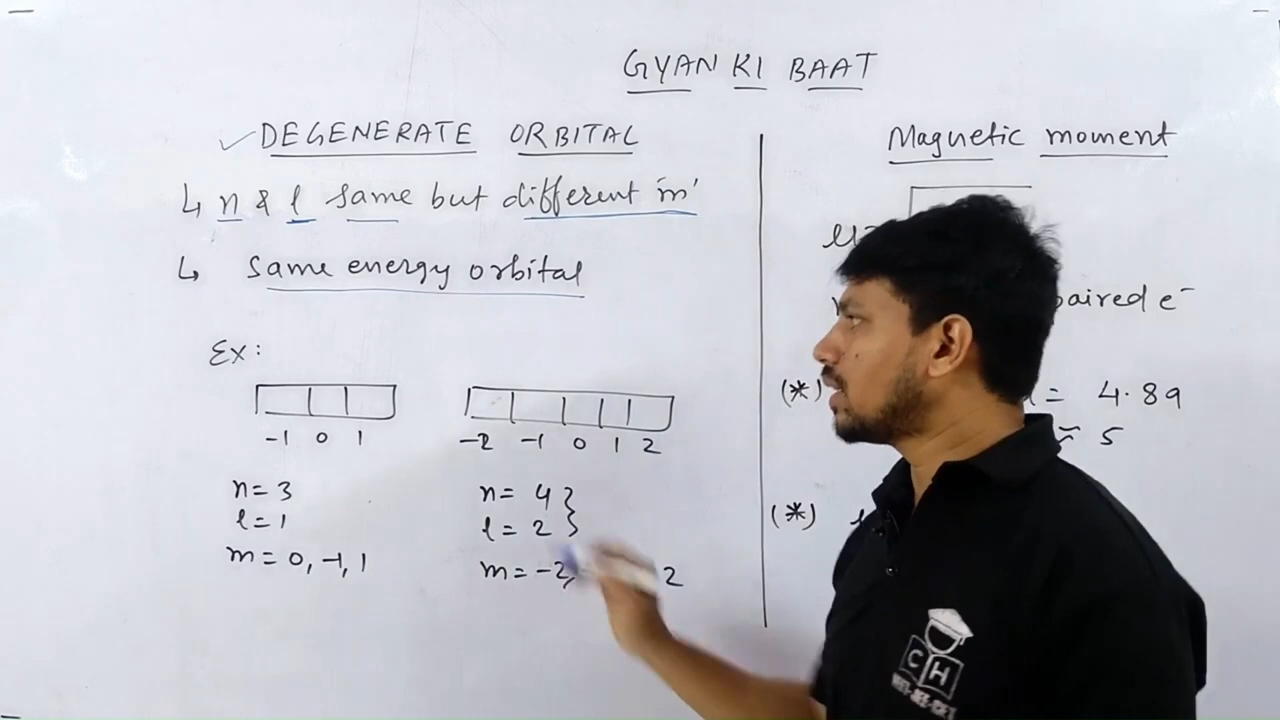 GYAN KI BAAT
✓DEGENERATE ORBITAL
↳ n & l same but different 'm'
↳ same energy orbital
Ex:
-1 0 1
-2 -1 0 1 2
n = 3
l = 1
m = 0, -1, 1
n = 4
l = 2
m = -2, 2
Magnetic moment
μ=
paired e⁻
(*) = 4.89
≈ 5
(*)
C H